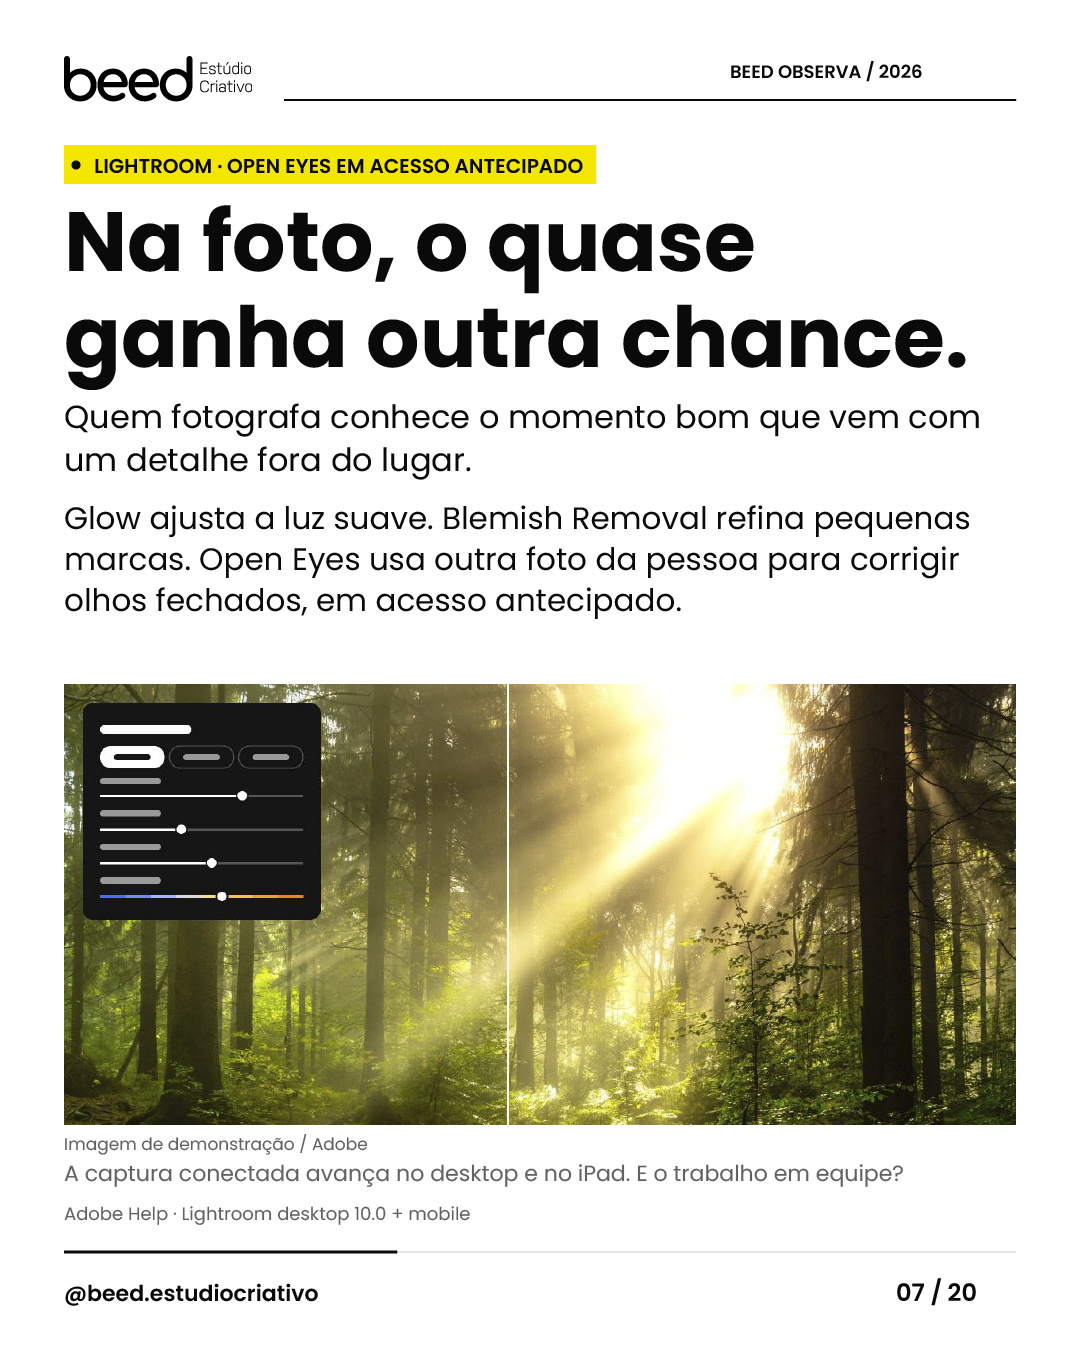 beed Estúdio
Criativo
BEED OBSERVA / 2026
• LIGHTROOM · OPEN EYES EM ACESSO ANTECIPADO
Na foto, o quase
ganha outra chance.
Quem fotografa conhece o momento bom que vem com
um detalhe fora do lugar.
Glow ajusta a luz suave. Blemish Removal refina pequenas
marcas. Open Eyes usa outra foto da pessoa para corrigir
olhos fechados, em acesso antecipado.
Imagem de demonstração / Adobe
A captura conectada avança no desktop e no iPad. E o trabalho em equipe?
Adobe Help · Lightroom desktop 10.0 + mobile
@beed.estudiocriativo
07 / 20